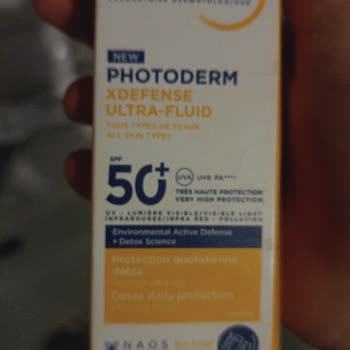 LABORATOIRE DERMATOLOGIQUE
NEW
PHOTODERM
XDEFENSE
ULTRA-FLUID
TOUS TYPES DE PEAUX
ALL SKIN TYPES
SPF
50+
UVA UVB PA++++
TRÈS HAUTE PROTECTION
VERY HIGH PROTECTION
UV - LUMIÈRE VISIBLE/VISIBLE LIGHT
INFRAROUGES/INFRA RED - POLLUTION
Environmental Active Defense
+ Detox Science
Protection quotidienne
détox
Detox daily protection
NAOS